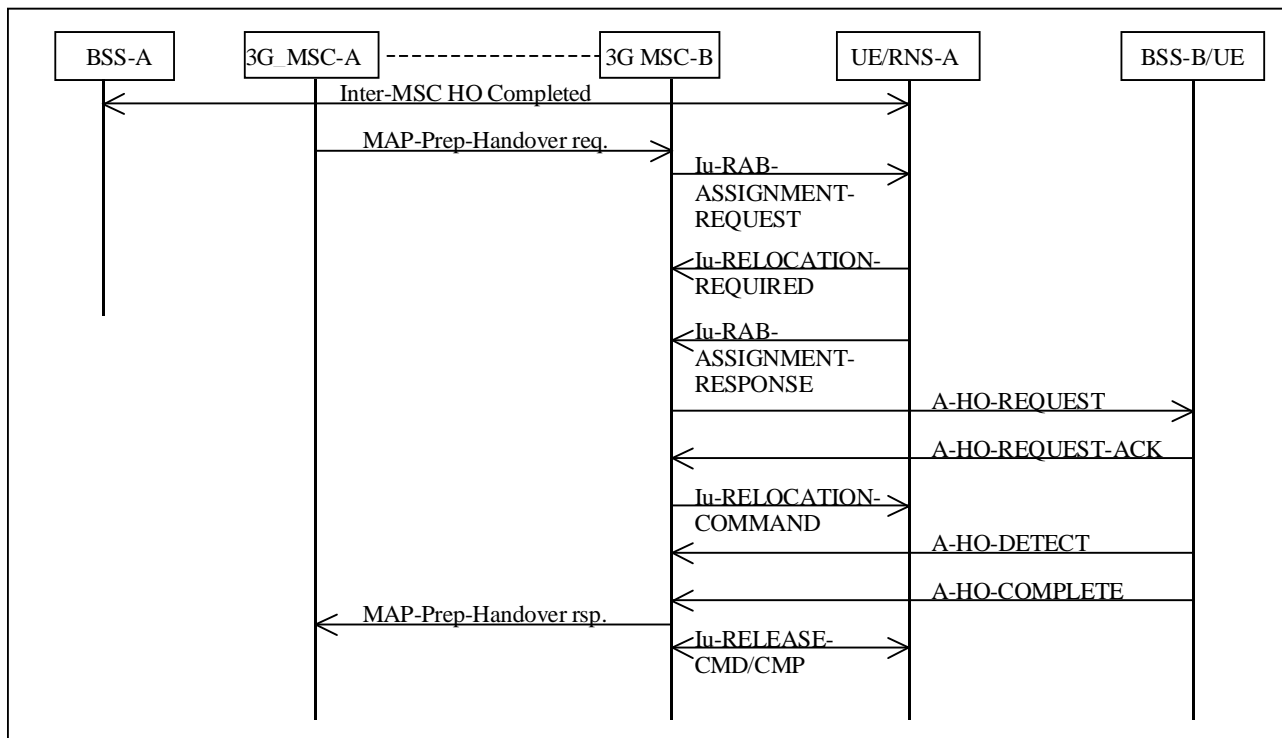 BSS-A
3G_MSC-A
3G MSC-B
UE/RNS-A
BSS-B/UE
Inter-MSC HO Completed
MAP-Prep-Handover req.
Iu-RAB-
ASSIGNMENT-
REQUEST
Iu-RELOCATION-
REQUIRED
Iu-RAB-
ASSIGNMENT-
RESPONSE
A-HO-REQUEST
A-HO-REQUEST-ACK
Iu-RELOCATION-
COMMAND
A-HO-DETECT
A-HO-COMPLETE
MAP-Prep-Handover rsp.
Iu-RELEASE-
CMD/CMP